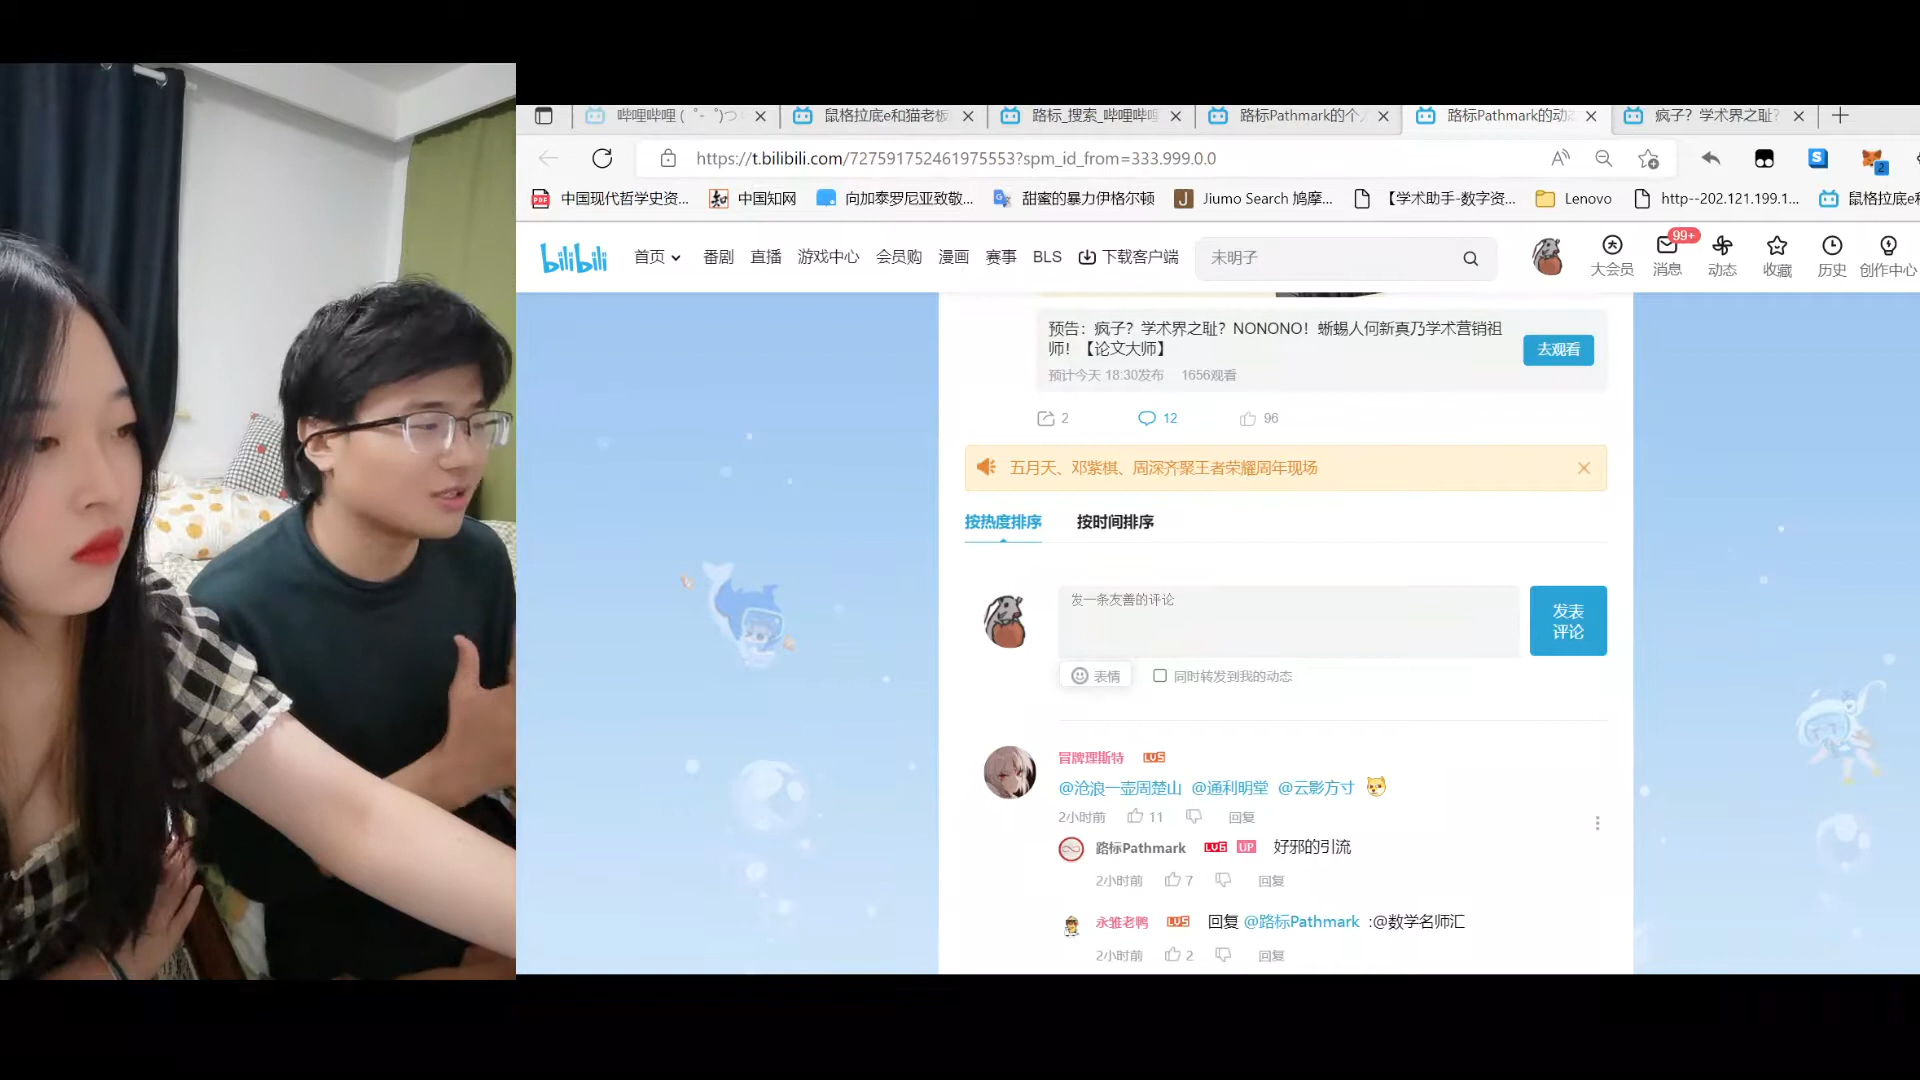 哔哩哔哩 (゜-゜)つ
鼠格拉底e和猫老板
路标_搜索_哔哩哔哩
路标Pathmark的个人
路标Pathmark的动态
疯子？学术界之耻？
https://t.bilibili.com/727591752461975553?spm_id_from=333.999.0.0
2
PDF 中国现代哲学史资...
中国知网
向加泰罗尼亚致敬...
甜蜜的暴力伊格尔顿
J Jiumo Search 鸠摩...
【学术助手-数字资...
Lenovo
http--202.121.199.1...
鼠格拉底e和
bilibili 首页 番剧 直播 游戏中心 会员购 漫画 赛事 BLS 下载客户端
未明子
大会员
99+
消息
动态
收藏
历史
创作中心
预告：疯子？学术界之耻？NONONO！蜥蜴人何新真乃学术营销祖
师！【论文大师】
预计今天 18:30发布 1656观看
去观看
2 12 96
五月天、邓紫棋、周深齐聚王者荣耀周年现场
按热度排序 按时间排序
发一条友善的评论
发表
评论
表情 同时转发到我的动态
冒牌理斯特 LV5
@沧浪一壶周楚山 @通利明堂 @云影方寸
2小时前 11 回复
路标Pathmark LV6 UP 好邪的引流
2小时前 7 回复
永雏老鸭 LV5 回复 @路标Pathmark :@数学名师汇
2小时前 2 回复